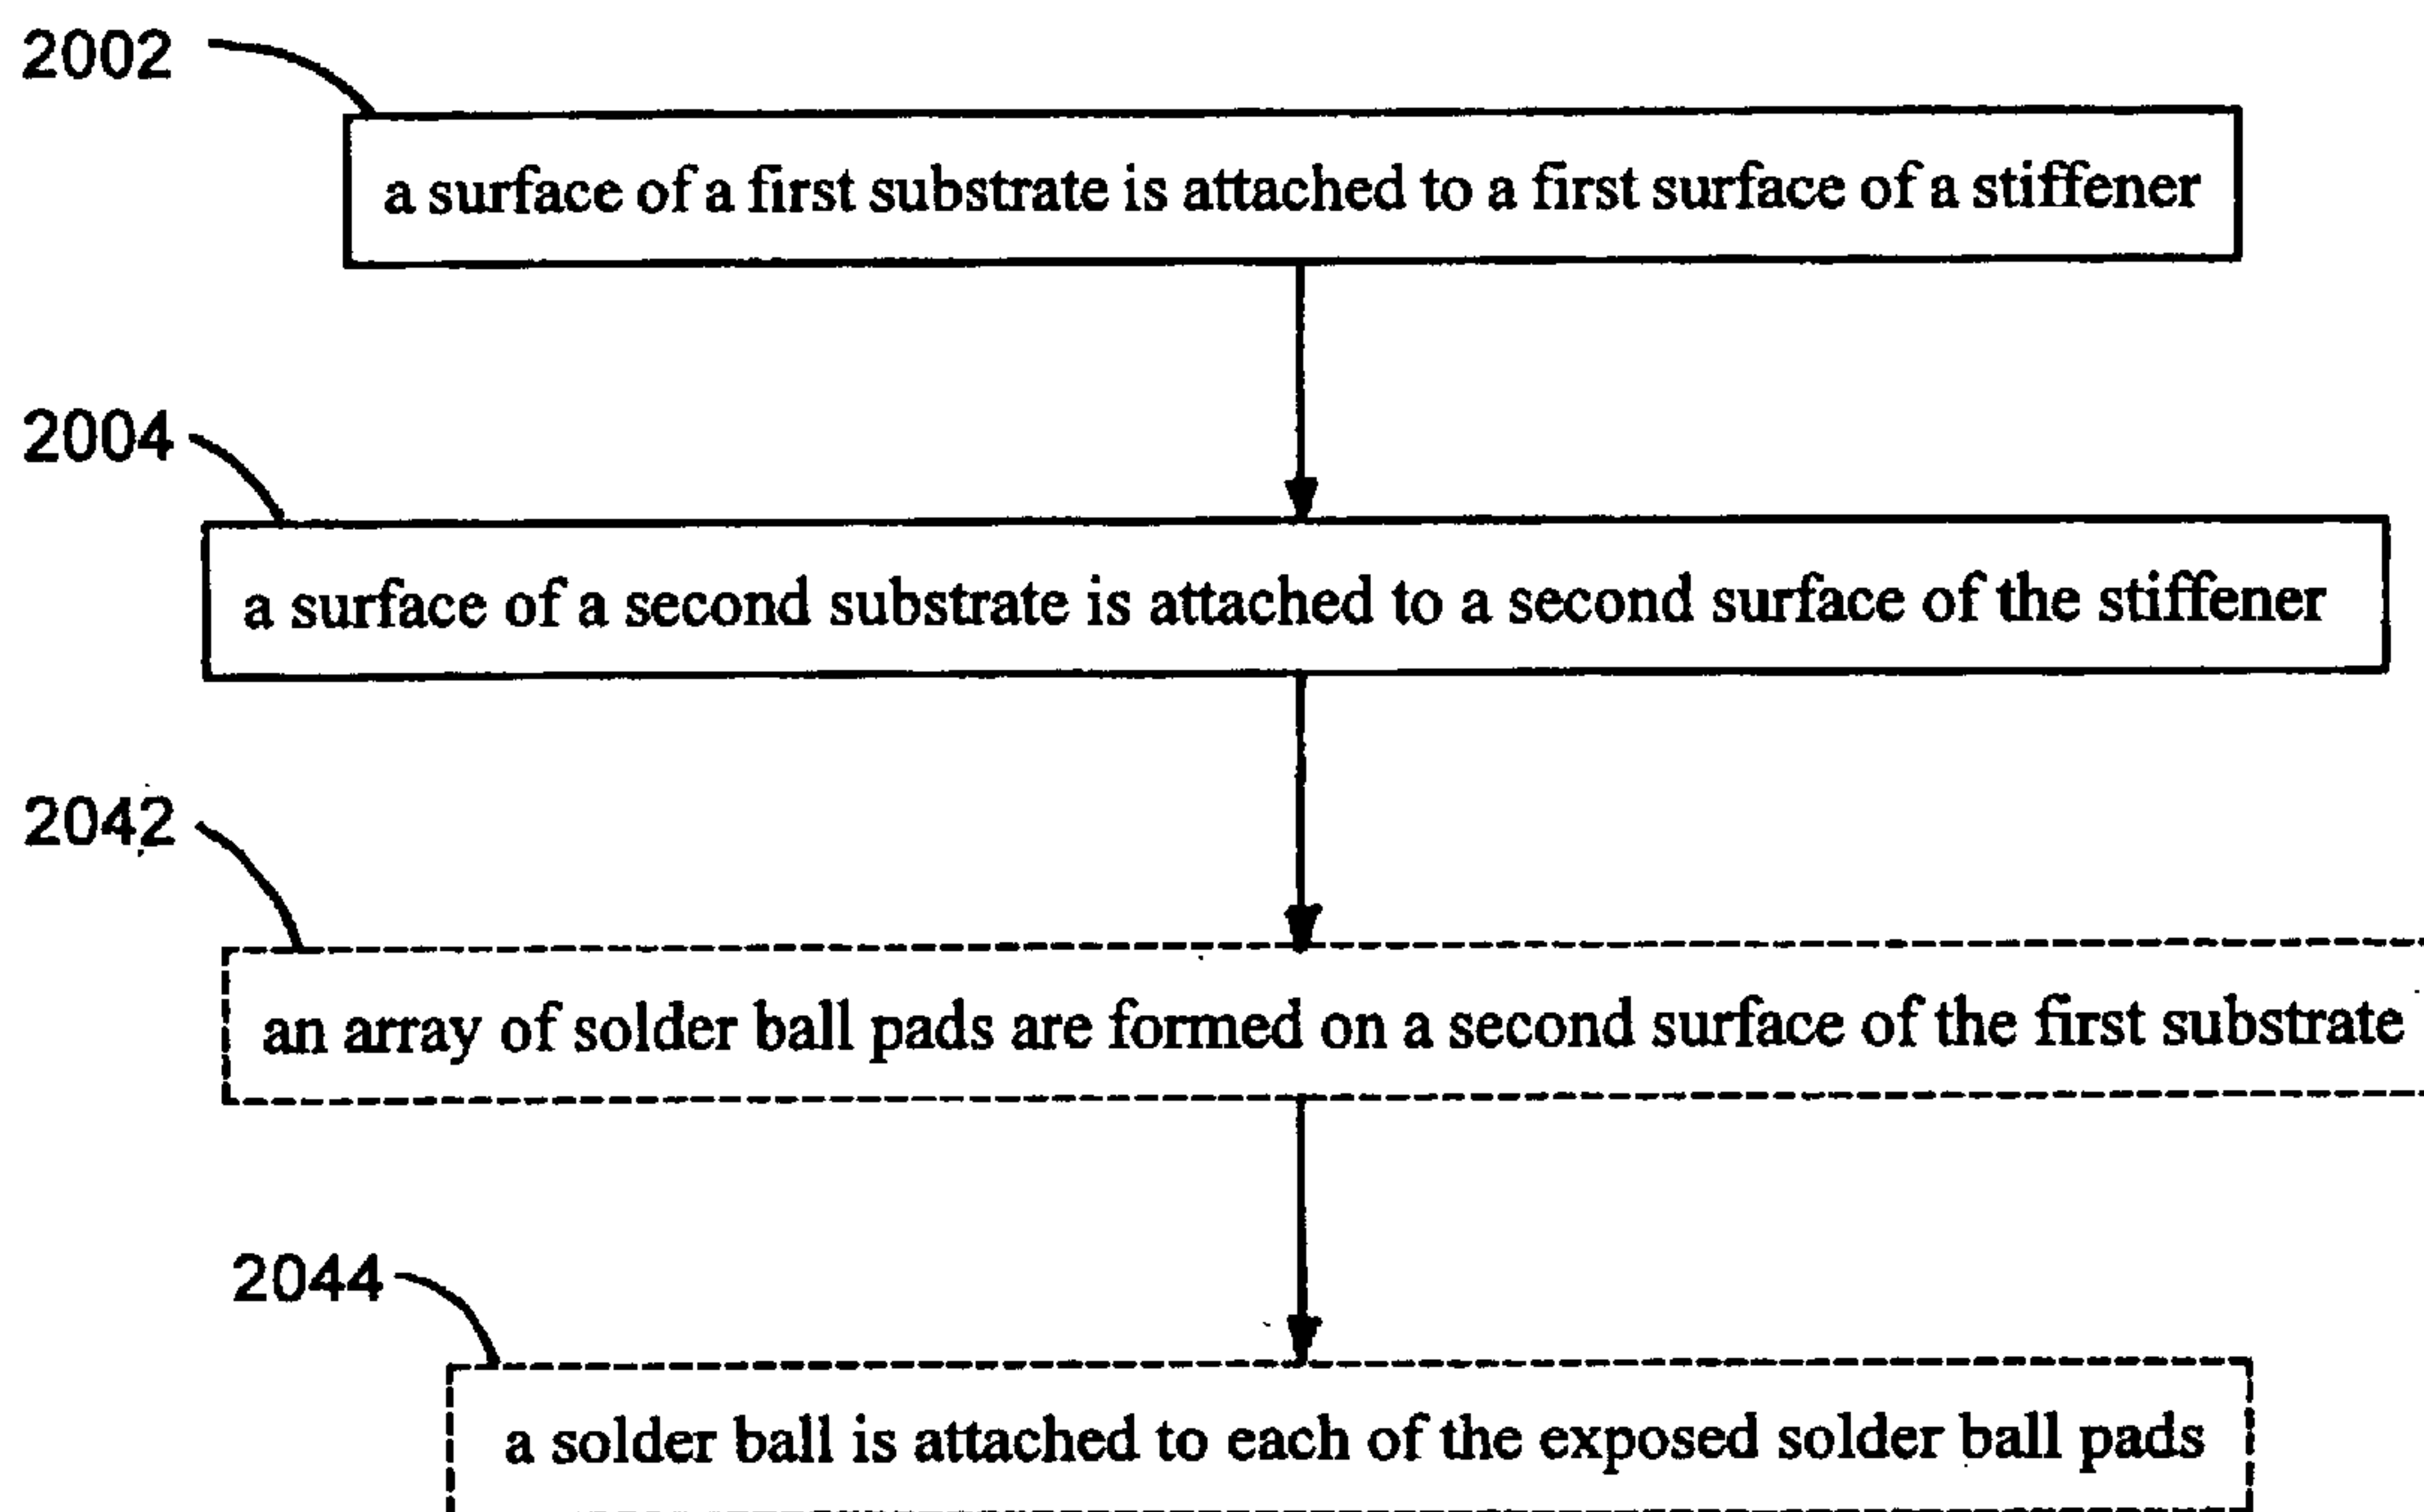 2002
a surface of a first substrate is attached to a first surface of a stiffener
2004
a surface of a second substrate is attached to a second surface of the stiffener
2042
an array of solder ball pads are formed on a second surface of the first substrate
2044
a solder ball is attached to each of the exposed solder ball pads